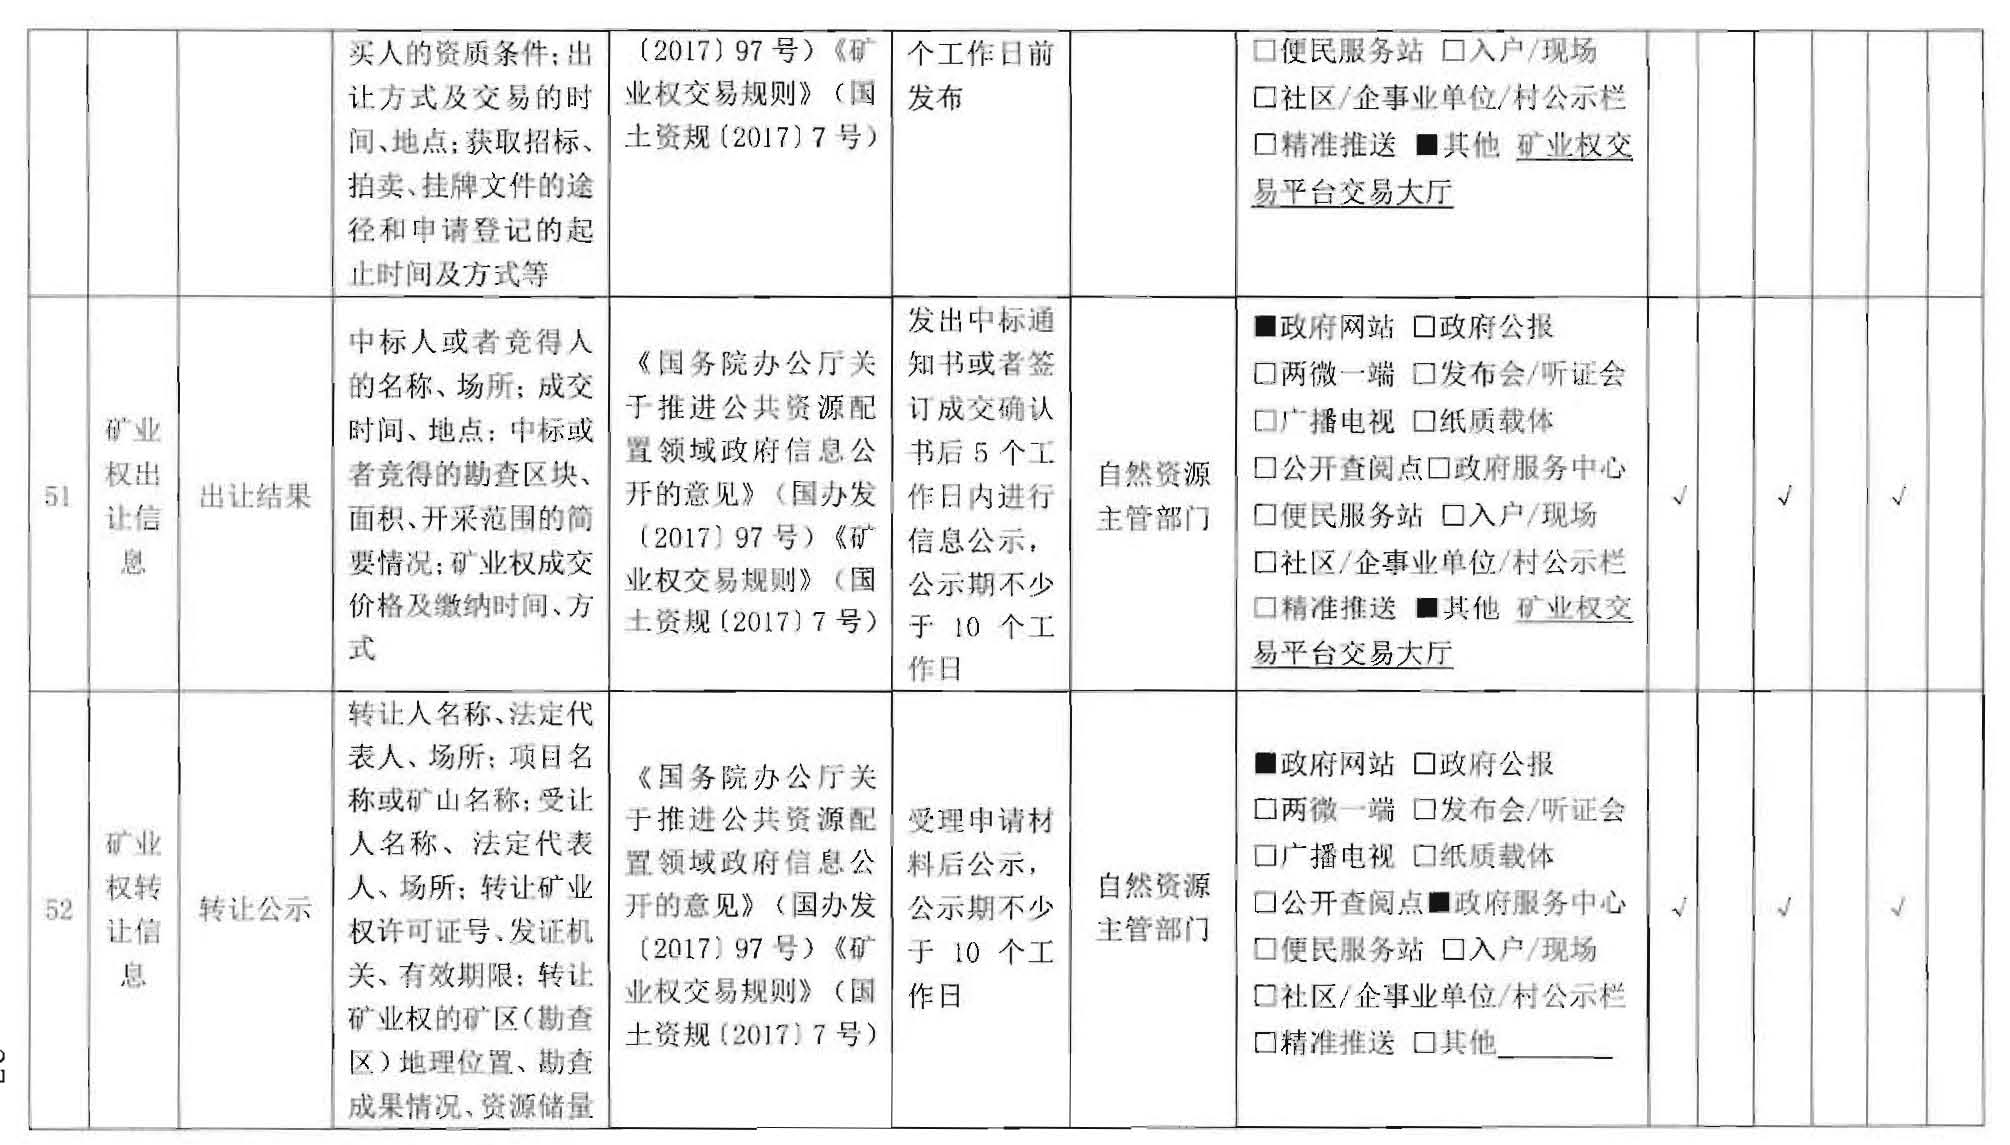 买人的资质条件;出
让方式及交易的时
间、地点;获取招标、
拍卖、挂牌文件的途
径和申请登记的起
止时间及方式等
〔2017〕97号)《矿
业权交易规则》(国
土资规〔2017〕7号)
个工作日前
发布
□便民服务站 □入户/现场
□社区/企事业单位/村公示栏
□精准推送 ■其他 矿业权交
易平台交易大厅
51
矿业
权出
让信
息
出让结果
中标人或者竞得人
的名称、场所;成交
时间、地点;中标或
者竞得的勘查区块、
面积、开采范围的简
要情况;矿业权成交
价格及缴纳时间、方
式
《国务院办公厅关
于推进公共资源配
置领域政府信息公
开的意见》(国办发
〔2017〕97号)《矿
业权交易规则》(国
土资规〔2017〕7号)
发出中标通
知书或者签
订成交确认
书后5个工
作日内进行
信息公示,
公示期不少
于 10 个工
作日
自然资源
主管部门
■政府网站 □政府公报
□两微一端 □发布会/听证会
□广播电视 □纸质载体
□公开查阅点□政府服务中心
□便民服务站 □入户/现场
□社区/企事业单位/村公示栏
□精准推送 ■其他 矿业权交
易平台交易大厅
√ √ √
52
矿业
权转
让信
息
转让公示
转让人名称、法定代
表人、场所;项目名
称或矿山名称;受让
人名称、法定代表
人、场所;转让矿业
权许可证号、发证机
关、有效期限;转让
矿业权的矿区(勘查
区)地理位置、勘查
成果情况、资源储量
《国务院办公厅关
于推进公共资源配
置领域政府信息公
开的意见》(国办发
〔2017〕97号)《矿
业权交易规则》(国
土资规〔2017〕7号)
受理申请材
料后公示,
公示期不少
于 10 个工
作日
自然资源
主管部门
■政府网站 □政府公报
□两微一端 □发布会/听证会
□广播电视 □纸质载体
□公开查阅点■政府服务中心
□便民服务站 □入户/现场
□社区/企事业单位/村公示栏
□精准推送 □其他________
√ √ √